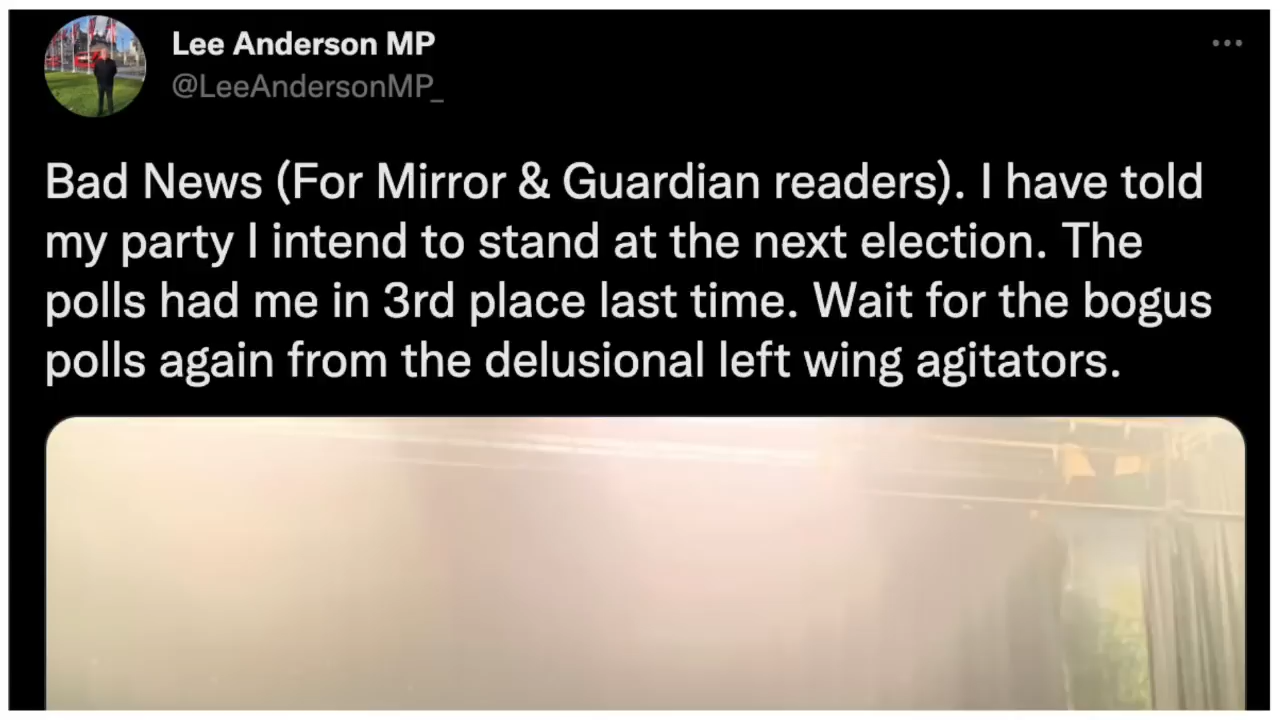 Lee Anderson MP
@LeeAndersonMP_
Bad News (For Mirror & Guardian readers). I have told
my party I intend to stand at the next election. The
polls had me in 3rd place last time. Wait for the bogus
polls again from the delusional left wing agitators.